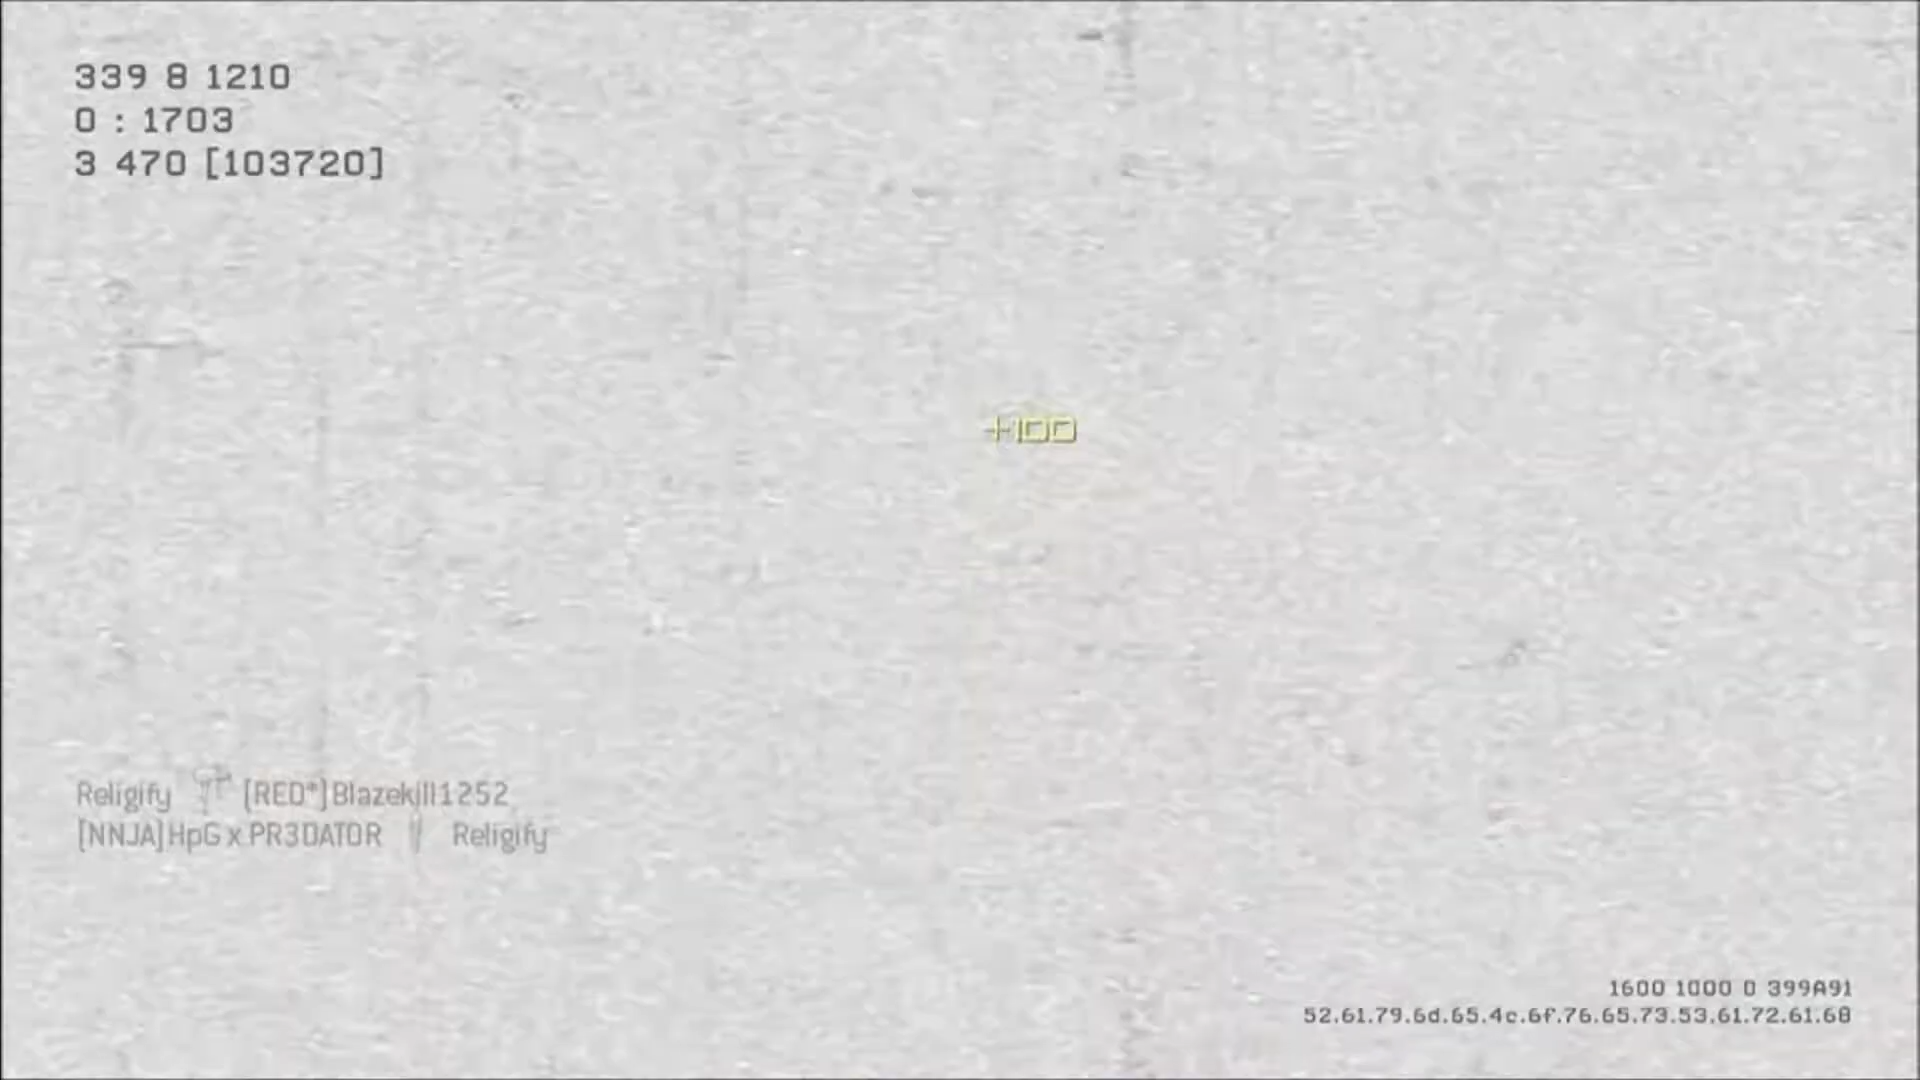 339 8 1210
0 : 1703
3 470 [103720]
+100
Religify [RED*]Blazekill1252
[NNJA]HpG x PR3DATOR Religify
1600 1000 0 399A91
52.61.79.6d.65.4c.6f.76.65.73.53.61.72.61.68